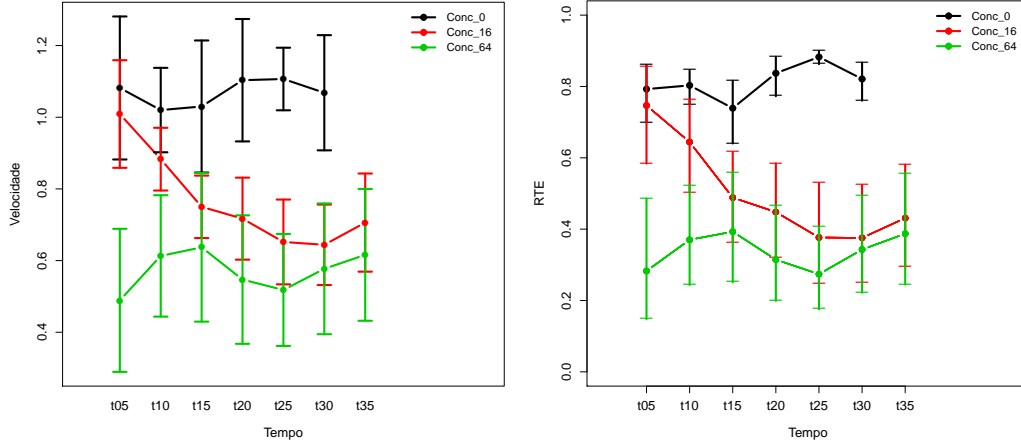 Conc_0
Conc_16
Conc_64
Velocidade
1.2
1.0
0.8
0.6
0.4
t05 t10 t15 t20 t25 t30 t35
Tempo
Conc_0
Conc_16
Conc_64
RTE
1.0
0.8
0.6
0.4
0.2
0.0
t05 t10 t15 t20 t25 t30 t35
Tempo